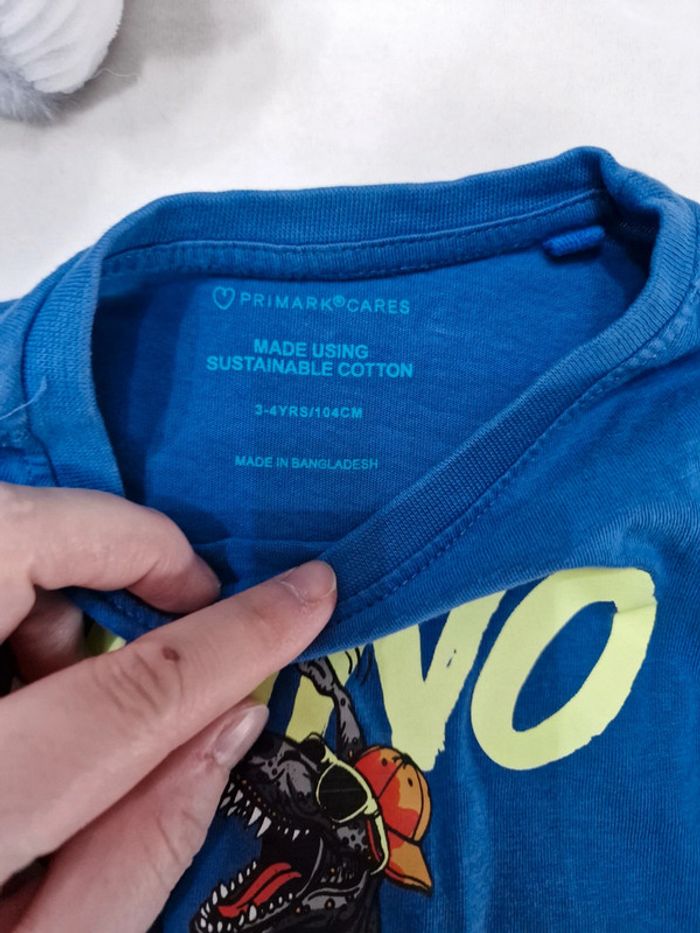 PRIMARK®CARES
MADE USING
SUSTAINABLE COTTON
3-4YRS/104CM
MADE IN BANGLADESH